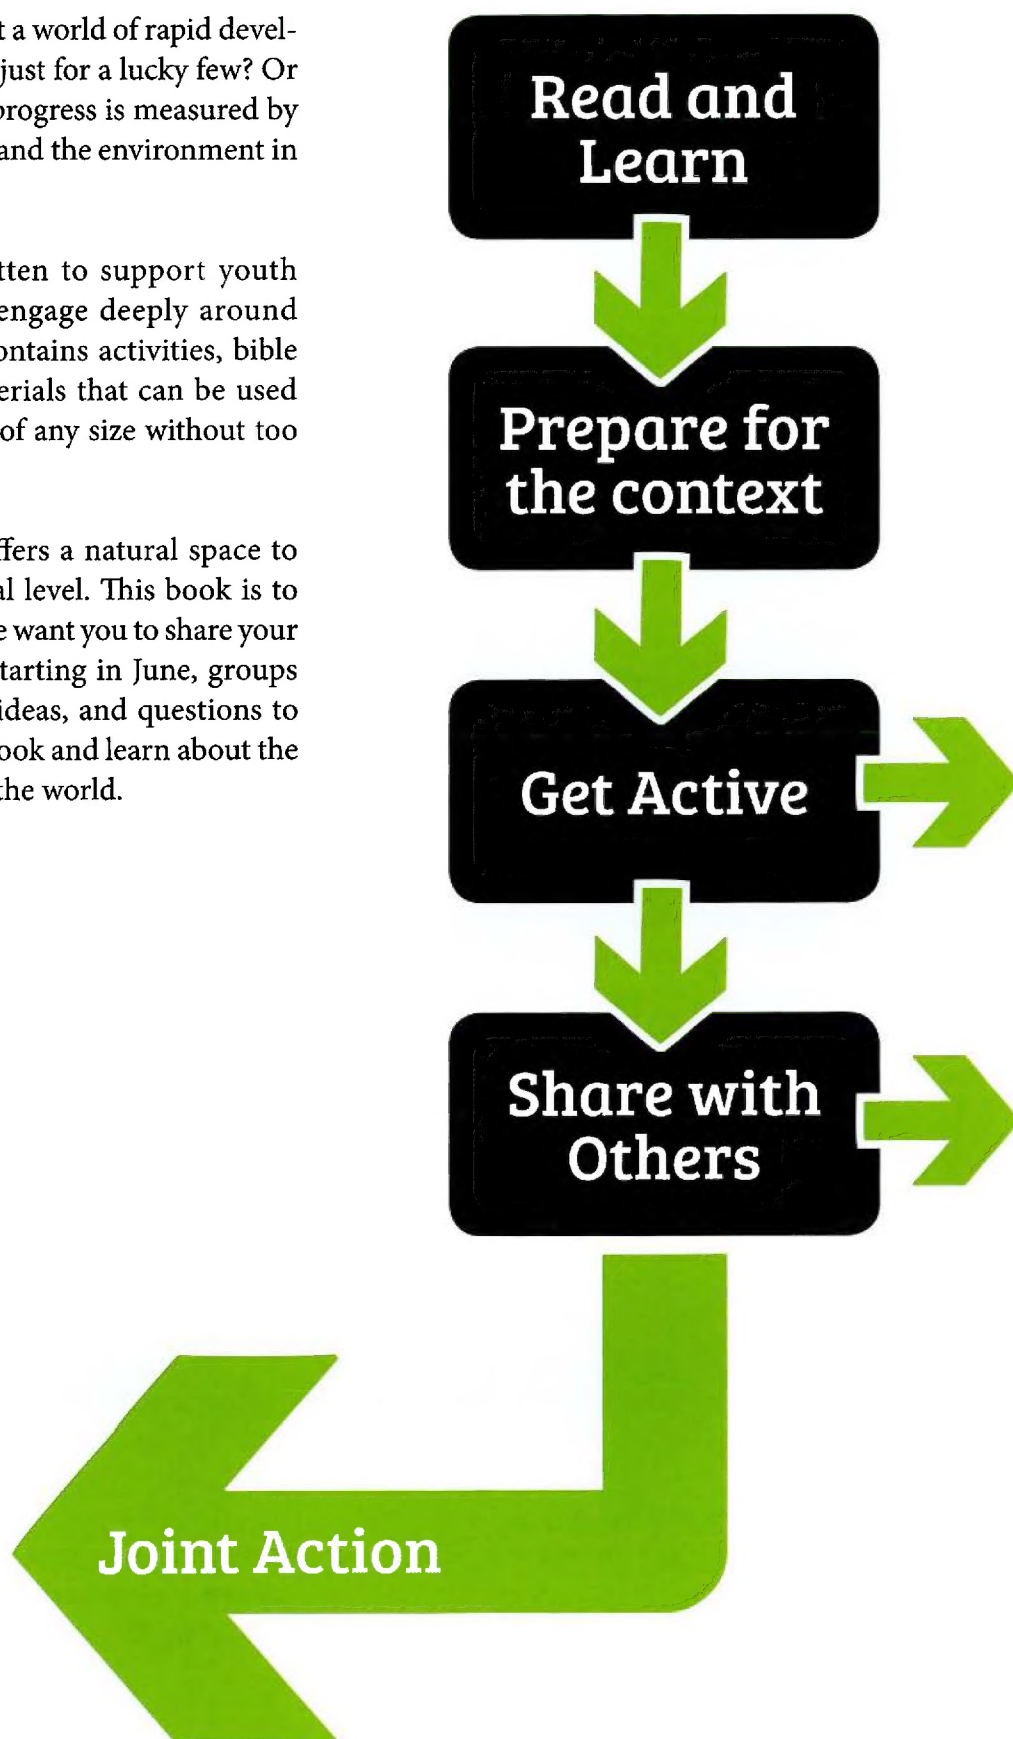 t a world of rapid devel-
just for a lucky few? Or
progress is measured by
and the environment in
tten to support youth
engage deeply around
ontains activities, bible
erials that can be used
of any size without too
ffers a natural space to
al level. This book is to
e want you to share your
tarting in June, groups
ideas, and questions to
ook and learn about the
the world.
Read and
Learn
Prepare for
the context
Get Active
Share with
Others
Joint Action